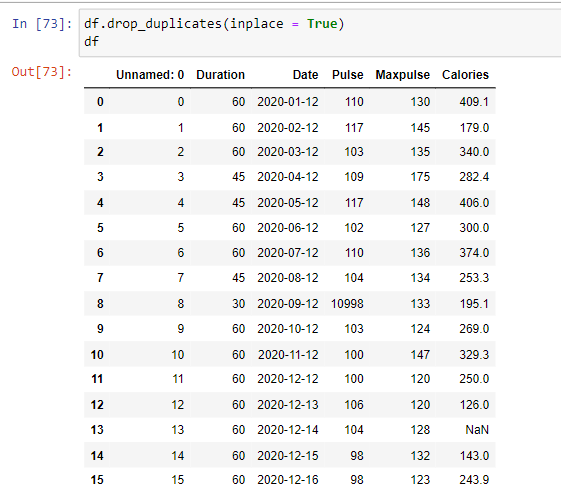 In [73]: df.drop_duplicates(inplace = True)
df
Out[73]:
Unnamed: 0 Duration Date Pulse Maxpulse Calories
0 0 60 2020-01-12 110 130 409.1
1 1 60 2020-02-12 117 145 179.0
2 2 60 2020-03-12 103 135 340.0
3 3 45 2020-04-12 109 175 282.4
4 4 45 2020-05-12 117 148 406.0
5 5 60 2020-06-12 102 127 300.0
6 6 60 2020-07-12 110 136 374.0
7 7 45 2020-08-12 104 134 253.3
8 8 30 2020-09-12 10998 133 195.1
9 9 60 2020-10-12 103 124 269.0
10 10 60 2020-11-12 100 147 329.3
11 11 60 2020-12-12 100 120 250.0
12 12 60 2020-12-13 106 120 126.0
13 13 60 2020-12-14 104 128 NaN
14 14 60 2020-12-15 98 132 143.0
15 15 60 2020-12-16 98 123 243.9